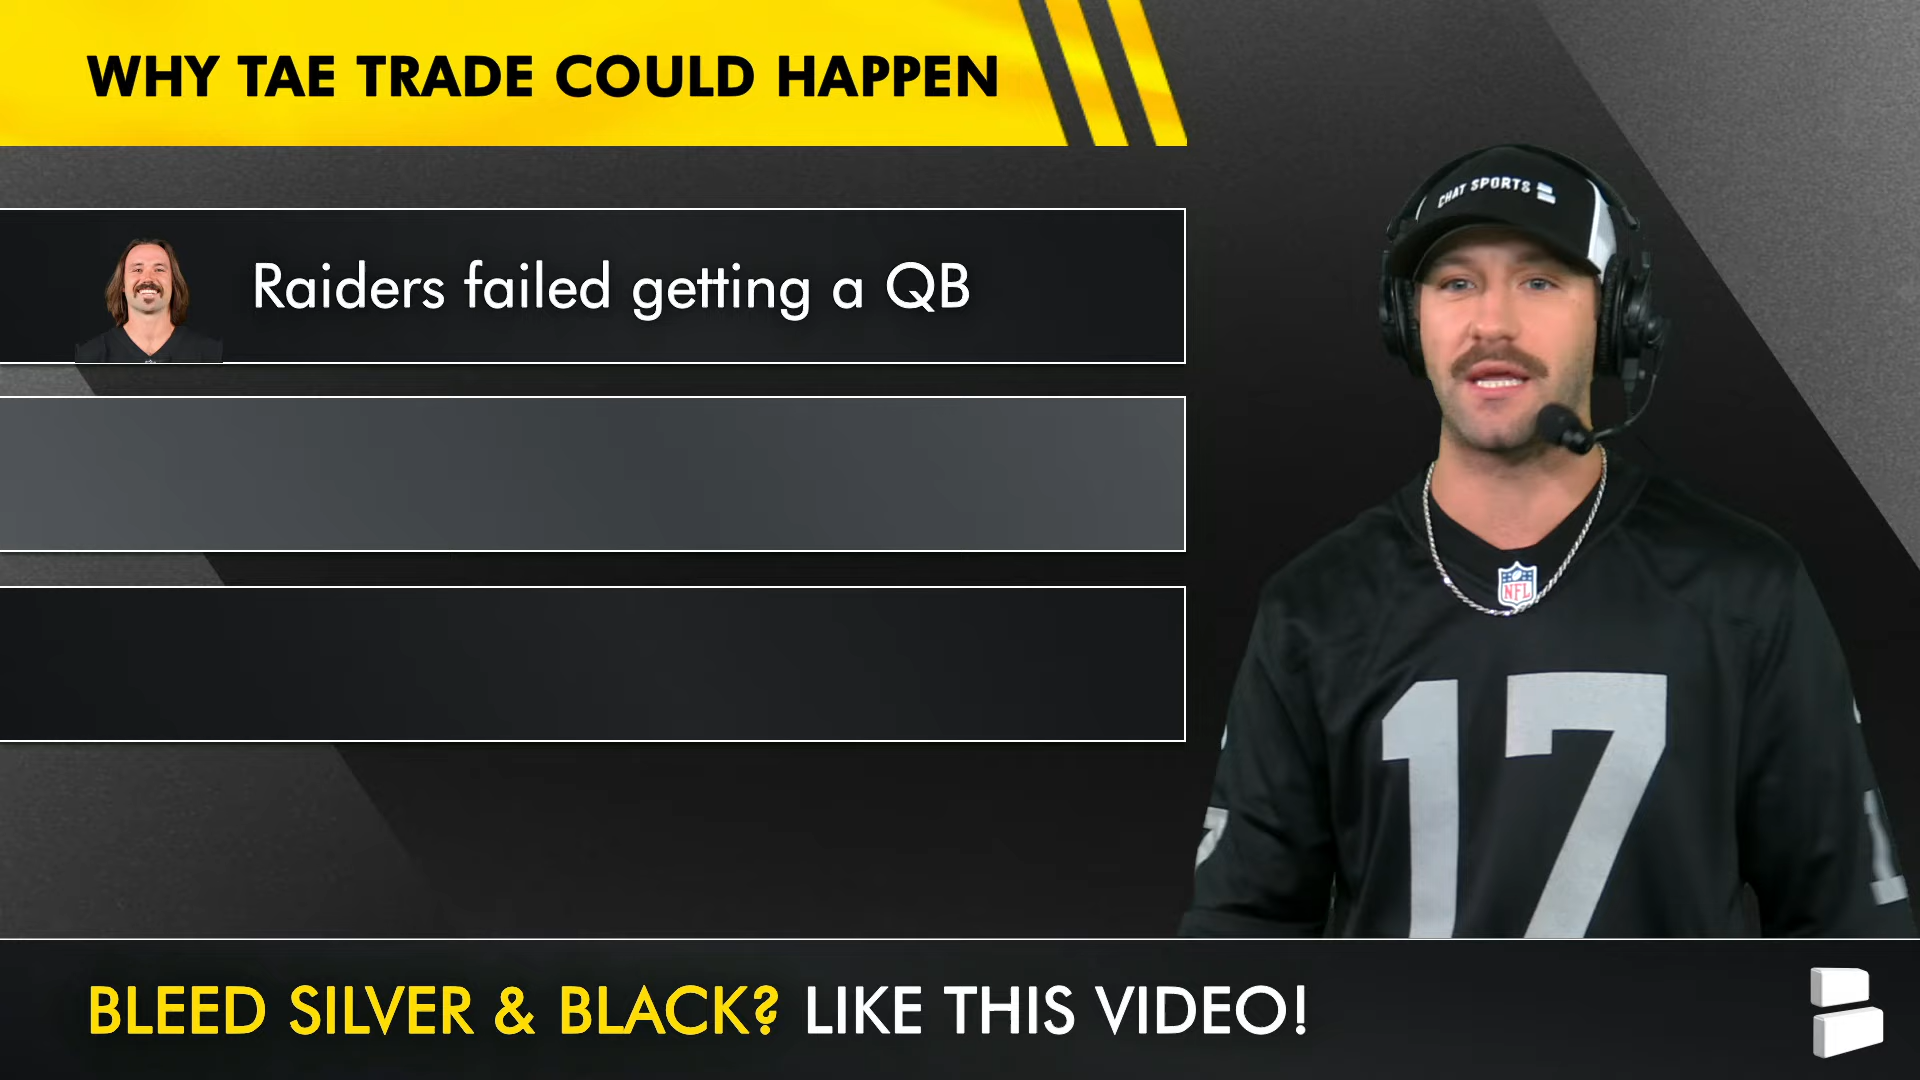 WHY TAE TRADE COULD HAPPEN
Raiders failed getting a QB
CHAT SPORTS
NFL
17
BLEED SILVER & BLACK? LIKE THIS VIDEO!